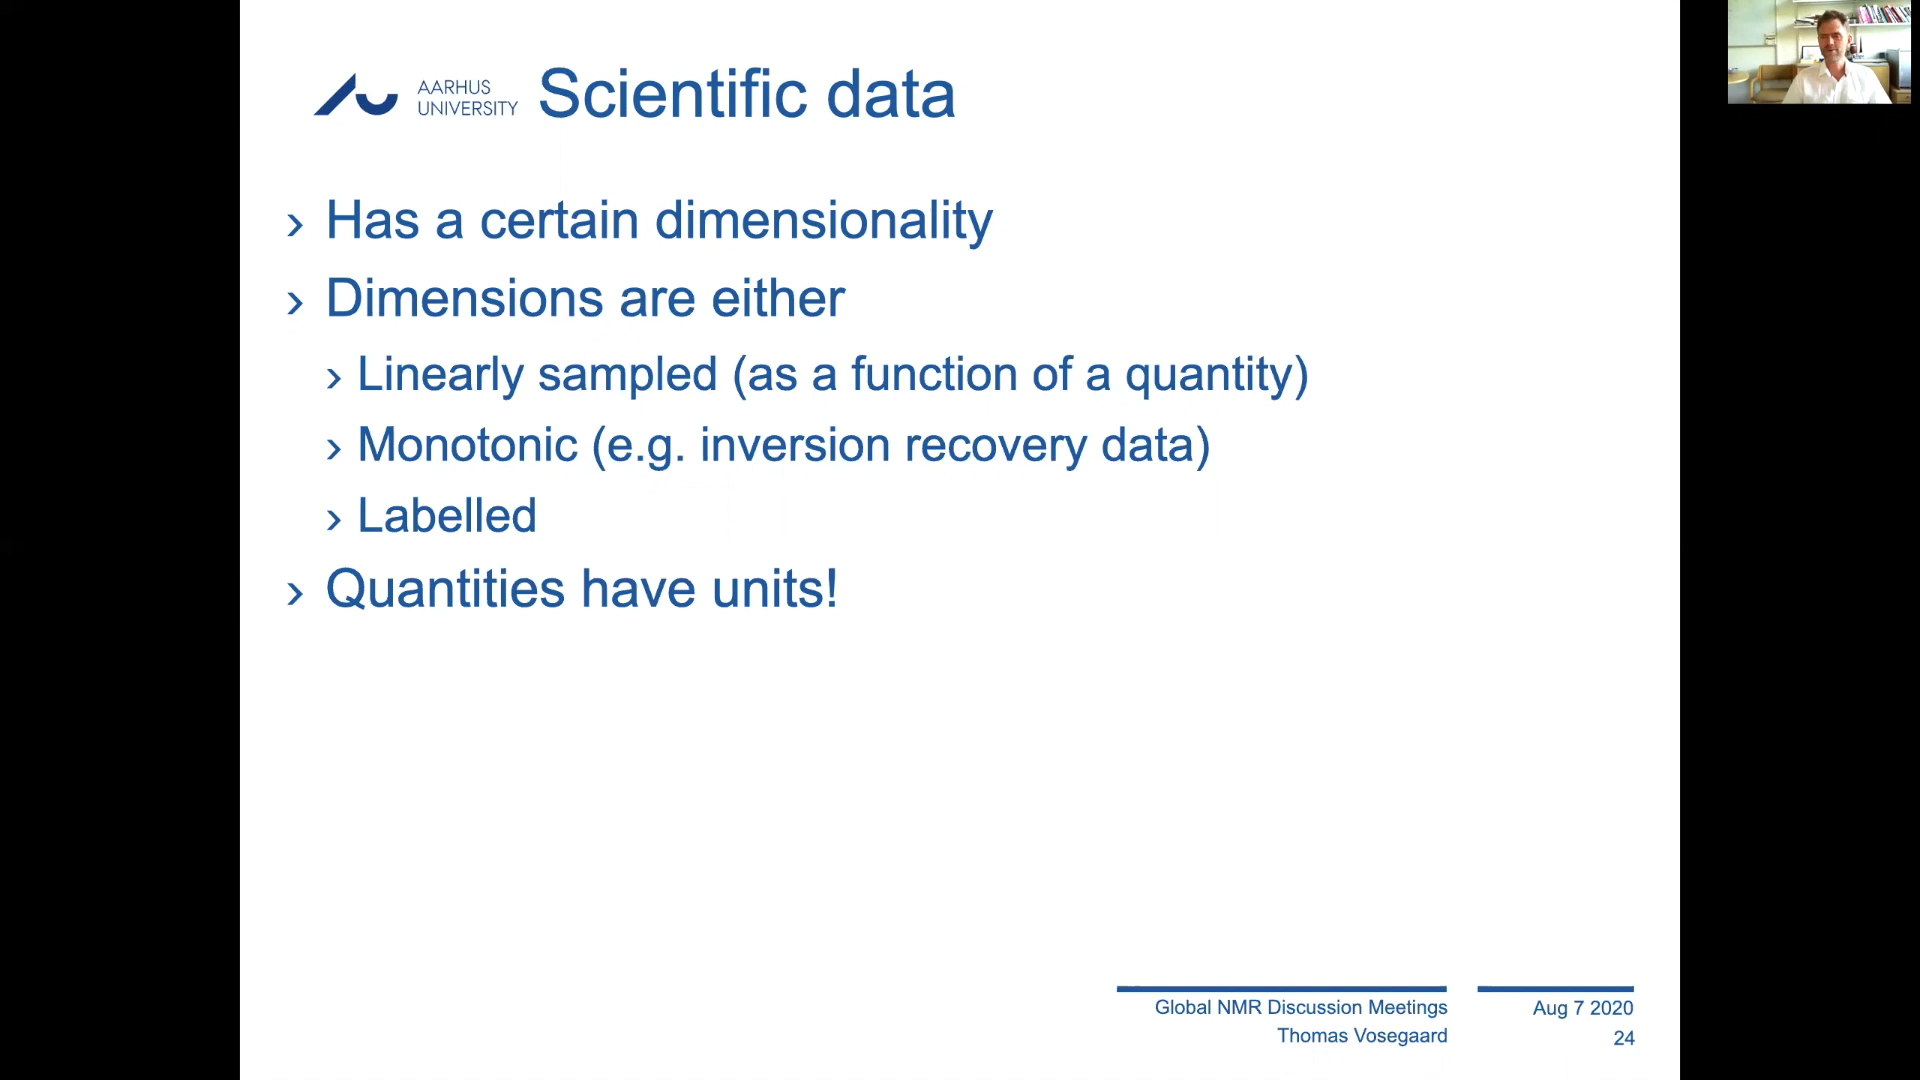 AARHUS
UNIVERSITY
Scientific data
› Has a certain dimensionality
› Dimensions are either
› Linearly sampled (as a function of a quantity)
› Monotonic (e.g. inversion recovery data)
› Labelled
› Quantities have units!
Global NMR Discussion Meetings
Thomas Vosegaard
Aug 7 2020
24